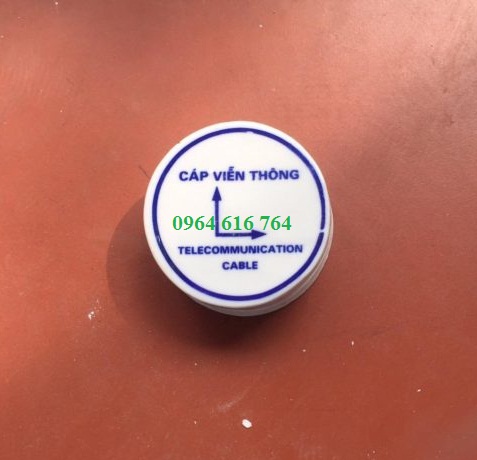 CÁP VIỄN THÔNG
0964 616 764
TELECOMMUNICATION
CABLE